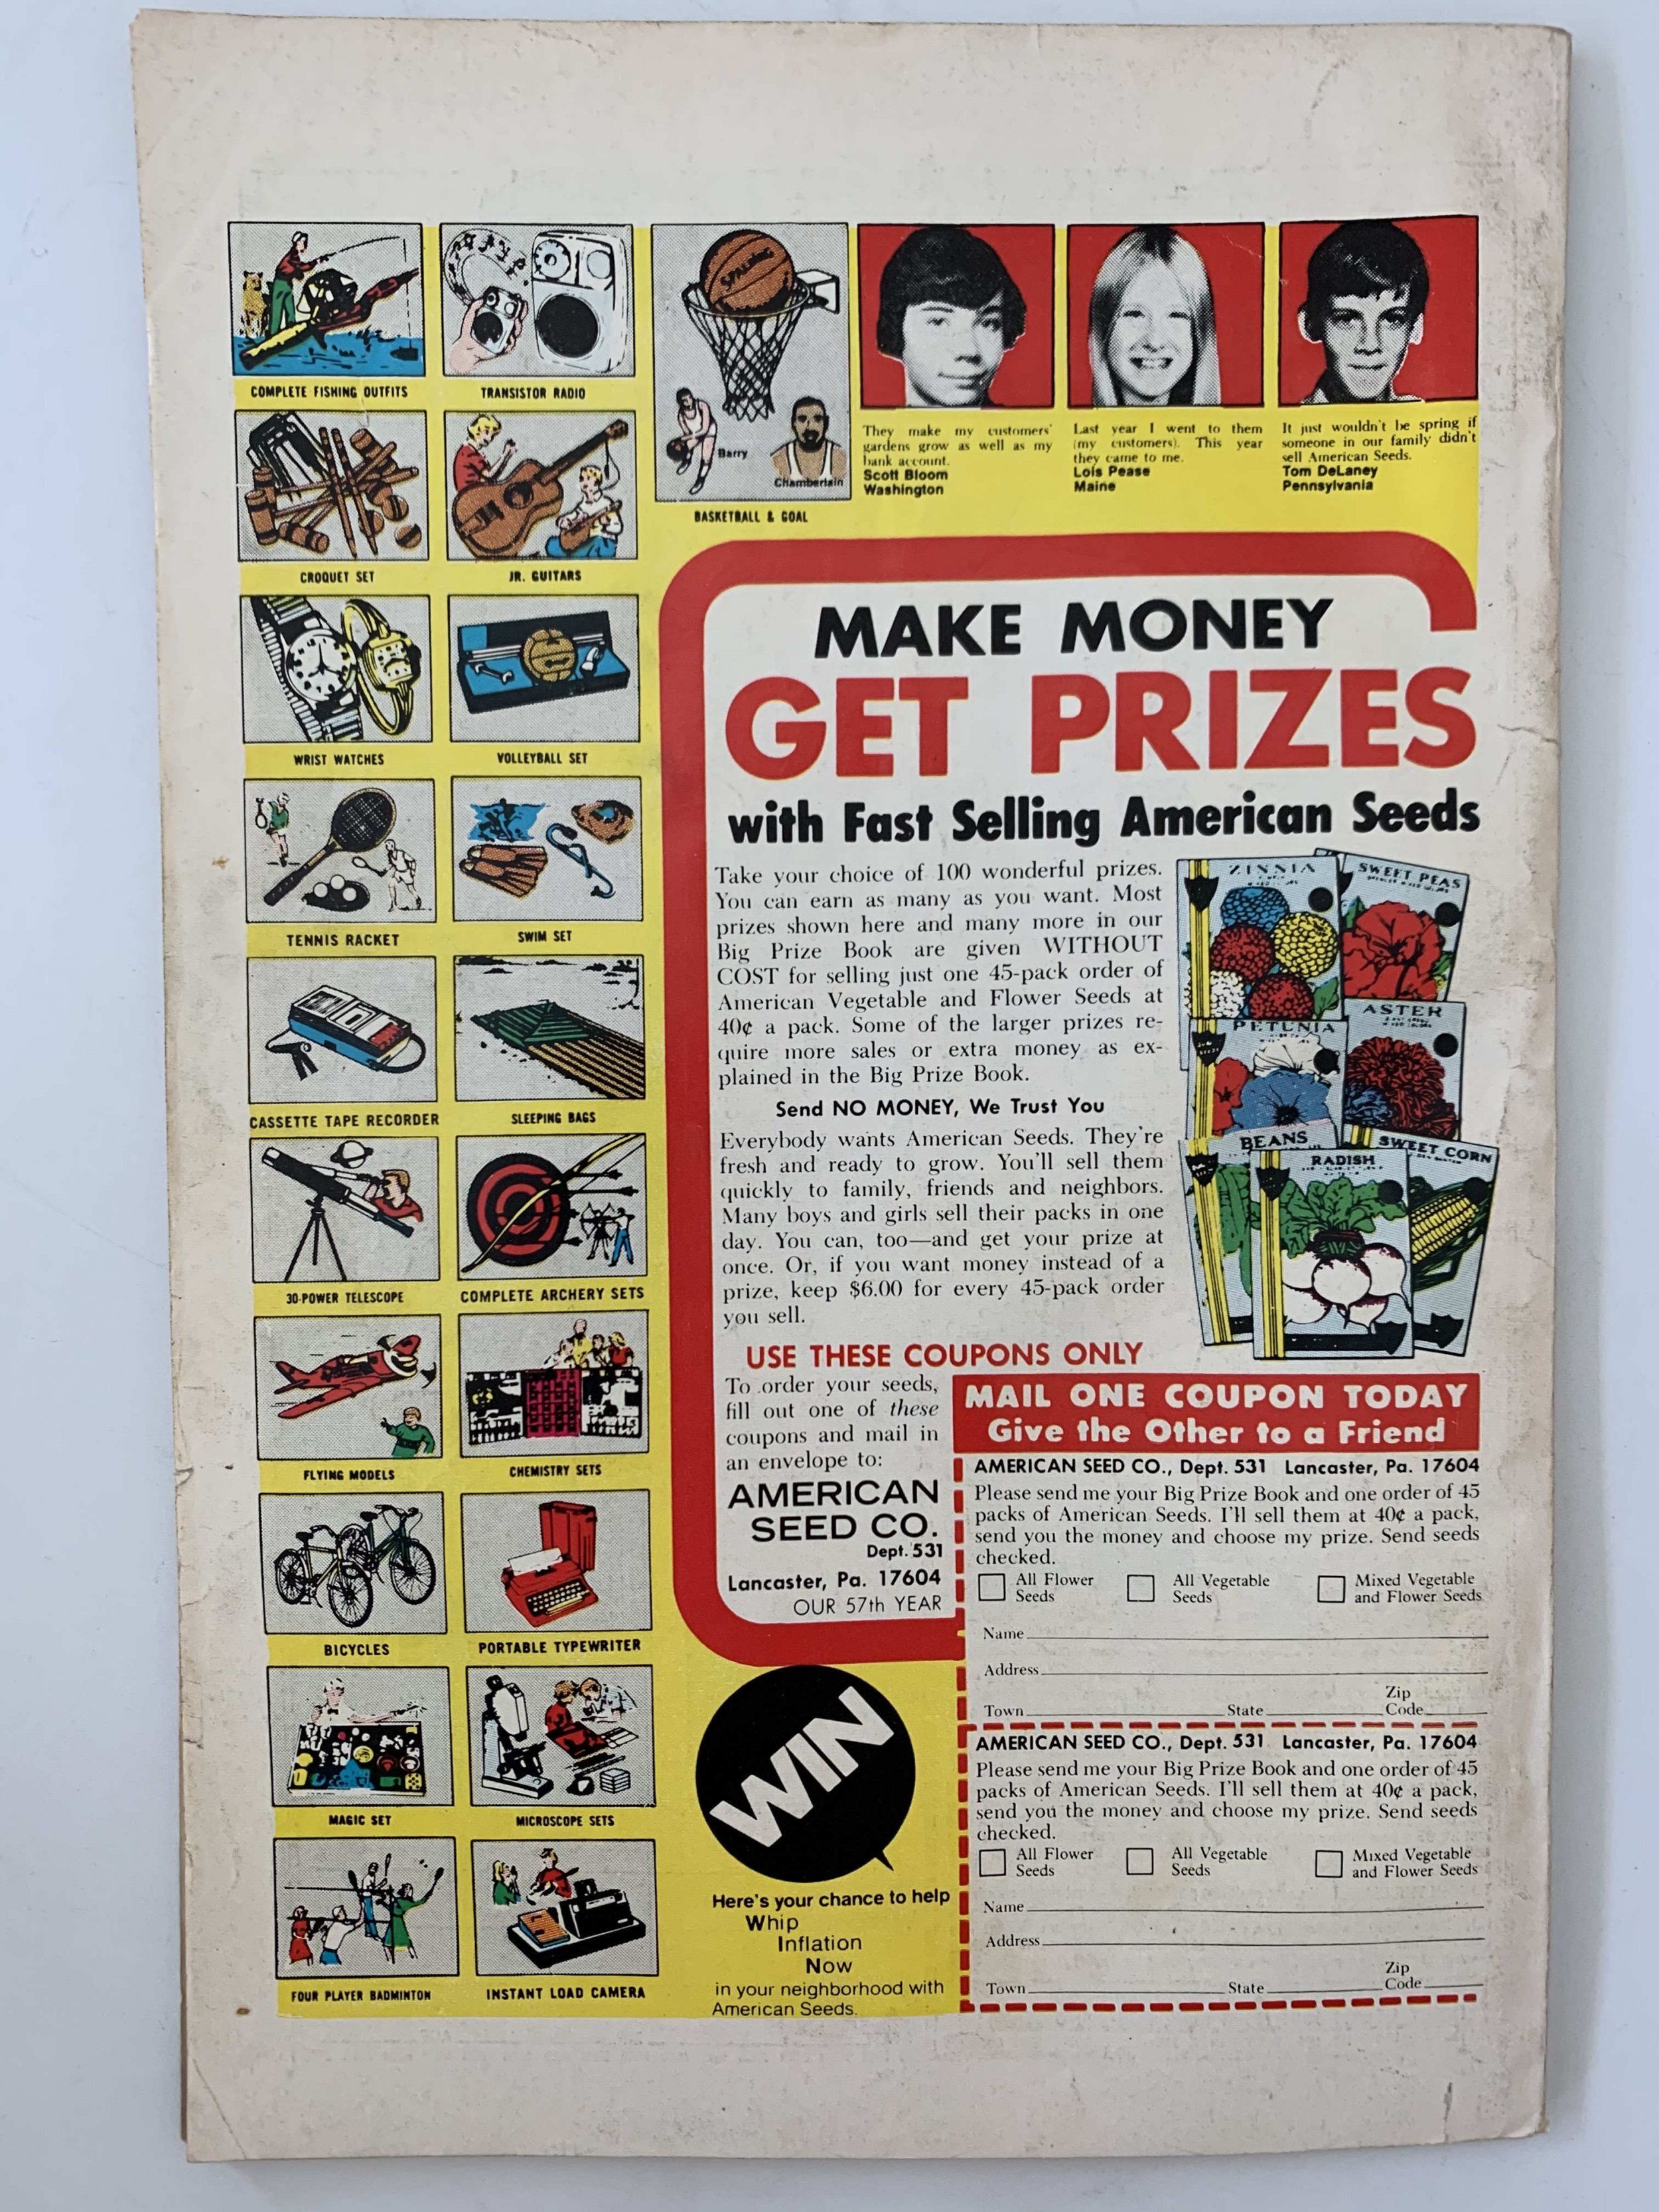 COMPLETE FISHING OUTFITS
TRANSISTOR RADIO
SPALDING
Barry
Chamberlain
BASKETBALL & GOAL
CROQUET SET
JR. GUITARS
WRIST WATCHES
VOLLEYBALL SET
TENNIS RACKET
SWIM SET
CASSETTE TAPE RECORDER
SLEEPING BAGS
30-POWER TELESCOPE
COMPLETE ARCHERY SETS
FLYING MODELS
CHEMISTRY SETS
BICYCLES
PORTABLE TYPEWRITER
MAGIC SET
MICROSCOPE SETS
FOUR PLAYER BADMINTON
INSTANT LOAD CAMERA
They make my customers'
gardens grow as well as my
bank account.
Scott Bloom
Washington
Last year I went to them
(my customers). This year
they came to me.
Lois Pease
Maine
It just wouldn't be spring if
someone in our family didn't
sell American Seeds.
Tom DeLaney
Pennsylvania
MAKE MONEY
GET PRIZES
with Fast Selling American Seeds
Take your choice of 100 wonderful prizes.
You can earn as many as you want. Most
prizes shown here and many more in our
Big Prize Book are given WITHOUT
COST for selling just one 45-pack order of
American Vegetable and Flower Seeds at
40¢ a pack. Some of the larger prizes re-
quire more sales or extra money as ex-
plained in the Big Prize Book.
Send NO MONEY, We Trust You
Everybody wants American Seeds. They're
fresh and ready to grow. You'll sell them
quickly to family, friends and neighbors.
Many boys and girls sell their packs in one
day. You can, too—and get your prize at
once. Or, if you want money instead of a
prize, keep $6.00 for every 45-pack order
you sell.
ZINNIA
SWEET PEAS
PETUNIA
ASTER
BEANS
RADISH
SWEET CORN
USE THESE COUPONS ONLY
To order your seeds,
fill out one of these
coupons and mail in
an envelope to:
AMERICAN
SEED CO.
Dept. 531
Lancaster, Pa. 17604
OUR 57th YEAR
MAIL ONE COUPON TODAY
Give the Other to a Friend
AMERICAN SEED CO., Dept. 531 Lancaster, Pa. 17604
Please send me your Big Prize Book and one order of 45
packs of American Seeds. I'll sell them at 40¢ a pack,
send you the money and choose my prize. Send seeds
checked.
All Flower
Seeds
All Vegetable
Seeds
Mixed Vegetable
and Flower Seeds
Name
Address
Town State Zip
Code
AMERICAN SEED CO., Dept. 531 Lancaster, Pa. 17604
Please send me your Big Prize Book and one order of 45
packs of American Seeds. I'll sell them at 40¢ a pack,
send you the money and choose my prize. Send seeds
checked.
All Flower
Seeds
All Vegetable
Seeds
Mixed Vegetable
and Flower Seeds
Name
Address
Town State Zip
Code
WIN
Here's your chance to help
Whip
Inflation
Now
in your neighborhood with
American Seeds.